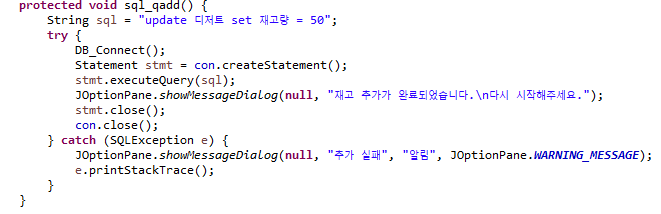 protected void sql_qadd() {
    String sql = "update 디저트 set 재고량 = 50";
    try {
        DB_Connect();
        Statement stmt = con.createStatement();
        stmt.executeQuery(sql);
        JOptionPane.showMessageDialog(null, "재고 추가가 완료되었습니다.\n다시 시작해주세요.");
        stmt.close();
        con.close();
    } catch (SQLException e) {
        JOptionPane.showMessageDialog(null, "추가 실패", "알림", JOptionPane.WARNING_MESSAGE);
        e.printStackTrace();
    }
}